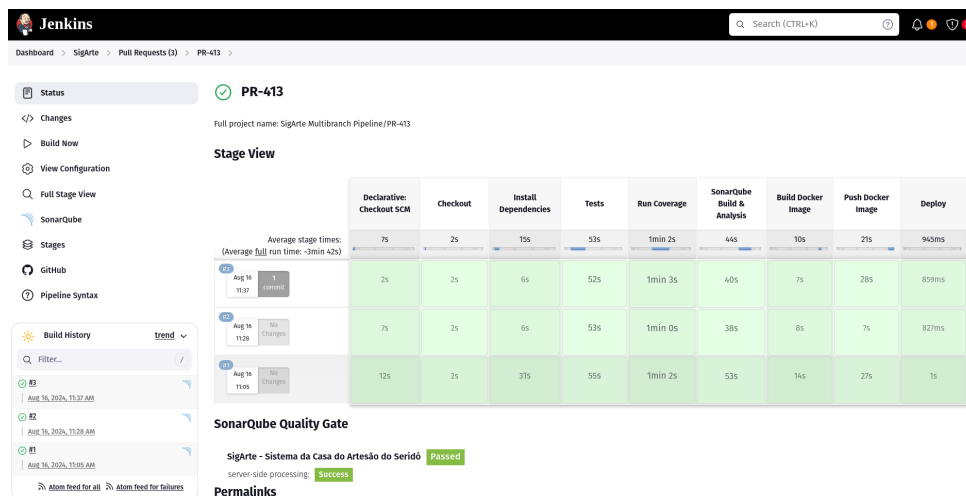 Jenkins
Search (CTRL+K)
1
Dashboard > SigArte > Pull Requests (3) > PR-413 >
Status
Changes
Build Now
View Configuration
Full Stage View
SonarQube
Stages
GitHub
Pipeline Syntax
Build History
trend
Filter...
/
#3
Aug 16, 2024, 11:37 AM
#2
Aug 16, 2024, 11:28 AM
#1
Aug 16, 2024, 11:05 AM
Atom feed for all Atom feed for failures
PR-413
Full project name: SigArte Multibranch Pipeline/PR-413
Stage View
Declarative: Checkout SCM
Checkout
Install Dependencies
Tests
Run Coverage
SonarQube Build & Analysis
Build Docker Image
Push Docker Image
Deploy
Average stage times: 7s 2s 15s 53s 1min 2s 44s 10s 21s 945ms
(Average full run time: ~3min 42s)
#3
Aug 16 11:37 1 commit 2s 2s 6s 52s 1min 3s 40s 7s 28s 859ms
#2
Aug 16 11:28 No Changes 7s 2s 6s 53s 1min 0s 38s 8s 7s 827ms
#1
Aug 16 11:05 No Changes 12s 2s 31s 55s 1min 2s 53s 14s 27s 1s
SonarQube Quality Gate
SigArte - Sistema da Casa do Artesão do Seridó Passed
server-side processing: Success
Permalinks